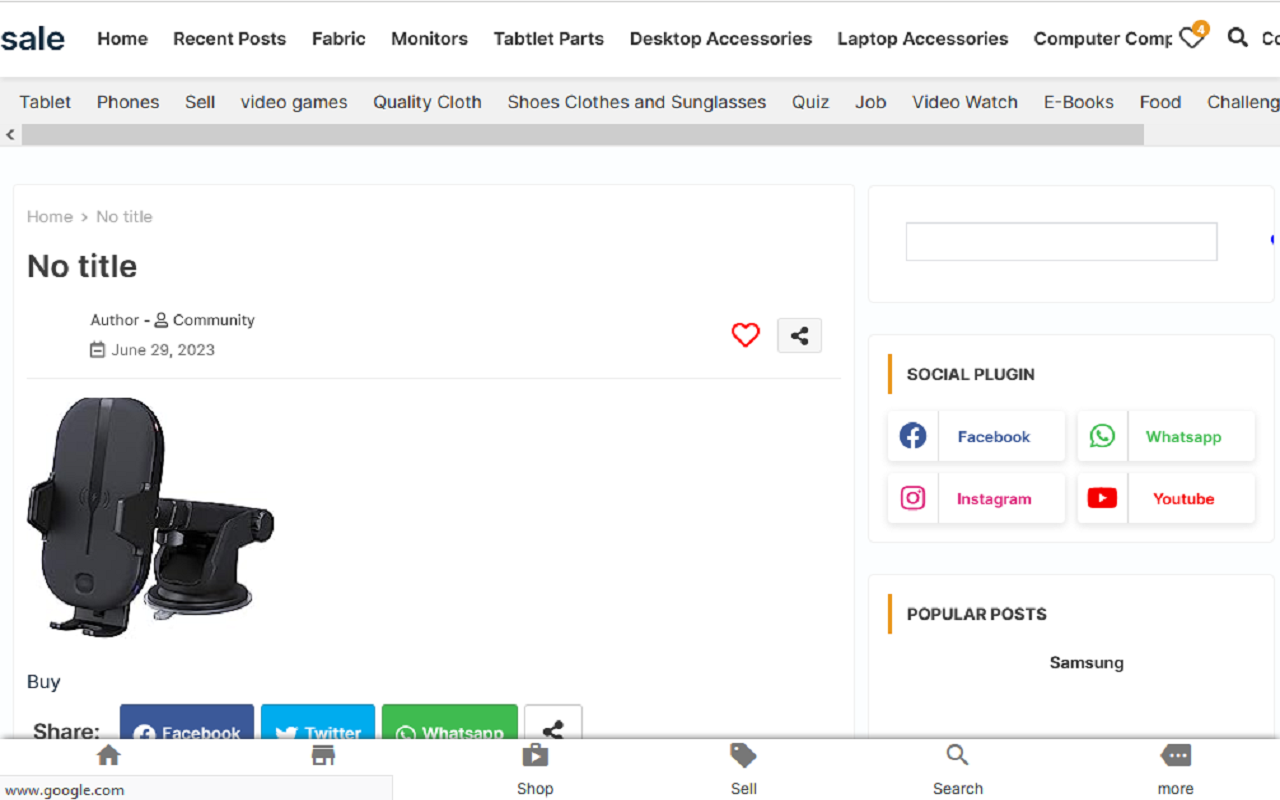 sale Home Recent Posts Fabric Monitors Tabtlet Parts Desktop Accessories Laptop Accessories Computer Comp 4 Co
Tablet Phones Sell video games Quality Cloth Shoes Clothes and Sunglasses Quiz Job Video Watch E-Books Food Challeng
Home > No title
No title
Author - Community
June 29, 2023
Buy
Share: Facebook Twitter Whatsapp
SOCIAL PLUGIN
Facebook Whatsapp
Instagram Youtube
POPULAR POSTS
Samsung
Shop Sell Search more
www.google.com